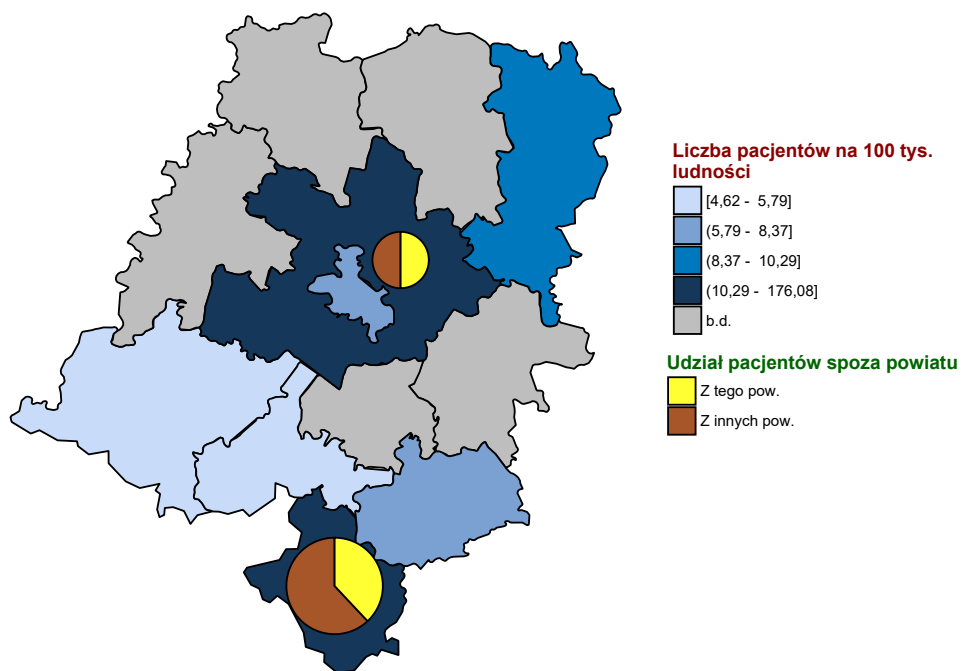 Liczba pacjentów na 100 tys.
ludności
[4,62 - 5,79]
(5,79 - 8,37]
(8,37 - 10,29]
(10,29 - 176,08]
b.d.
Udział pacjentów spoza powiatu
Z tego pow.
Z innych pow.